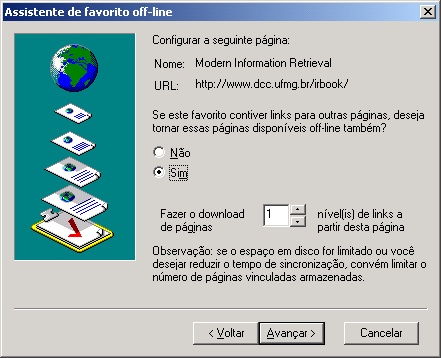 Assistente de favorito off-line
Configurar a seguinte página:
Nome: Modern Information Retrieval
URL: http://www.dcc.ufmg.br/irbook/
Se este favorito contiver links para outras páginas, deseja
tornar essas páginas disponíveis off-line também?
Não
Sim
Fazer o download de páginas 1 nível(is) de links a partir desta página
Observação: se o espaço em disco for limitado ou você
desejar reduzir o tempo de sincronização, convém limitar o
número de páginas vinculadas armazenadas.
< Voltar Avançar > Cancelar